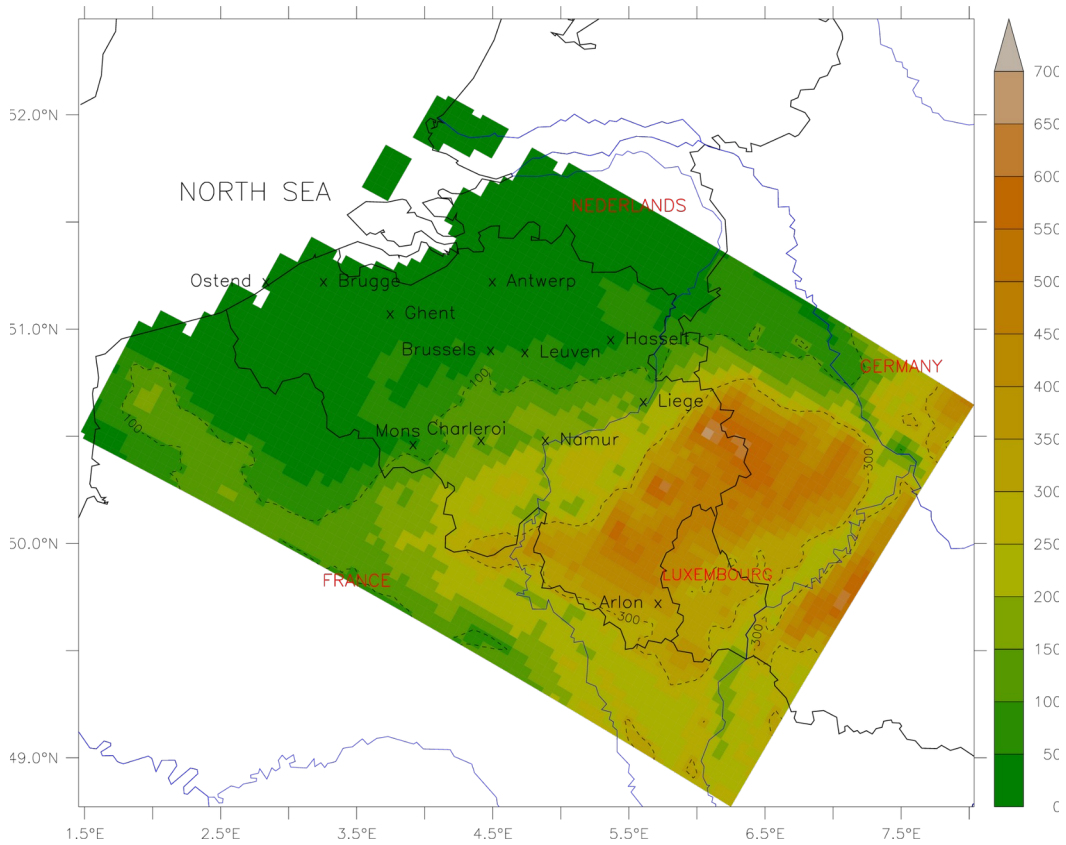 52.0°N
51.0°N
50.0°N
49.0°N
NORTH SEA
NEDERLANDS
Ostend
Brugge
Antwerp
Ghent
Brussels
Leuven
Hasselt
GERMANY
100
Liege
100
Mons
Charleroi
Namur
300
FRANCE
LUXEMBOURG
Arlon
300
300
1.5°E
2.5°E
3.5°E
4.5°E
5.5°E
6.5°E
7.5°E
700
650
600
550
500
450
400
350
300
250
200
150
100
50
0